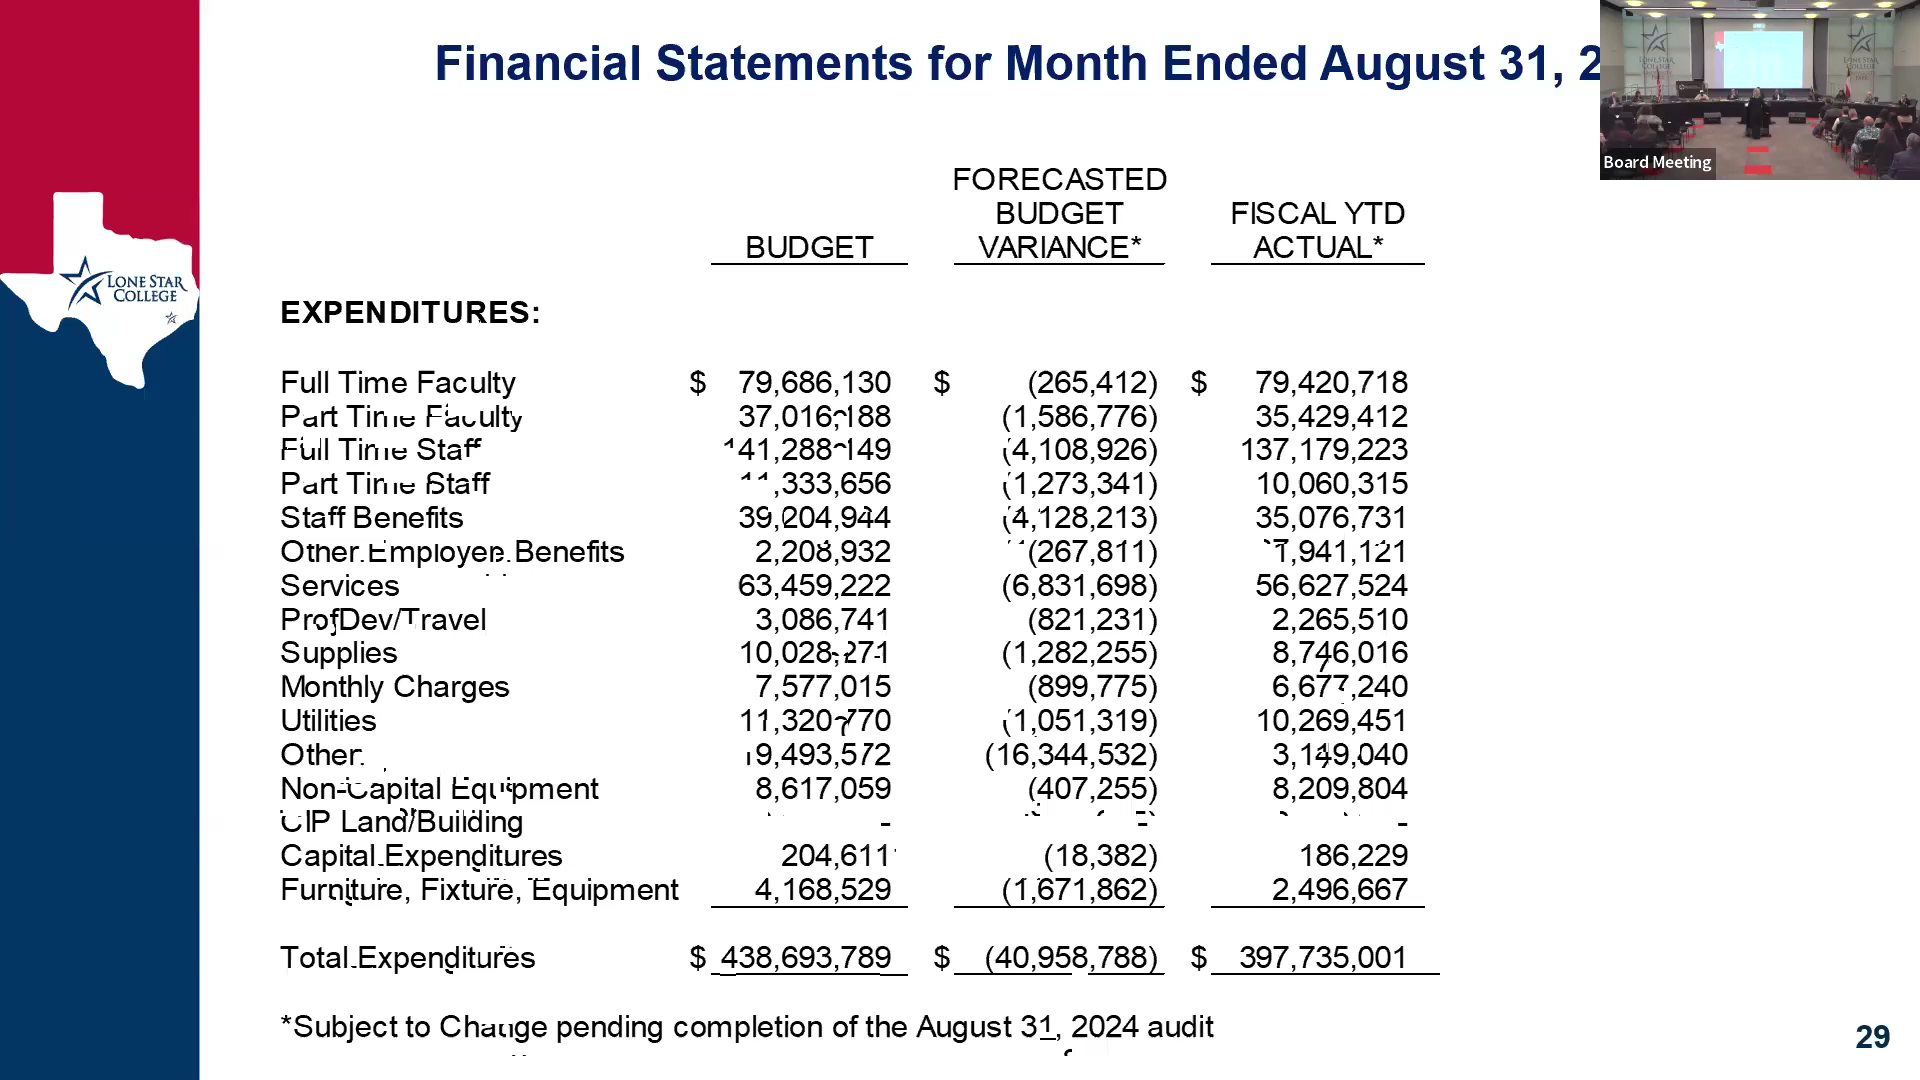 Financial Statements for Month Ended August 31, 2
Board Meeting
LONE STAR
COLLEGE
FORECASTED
BUDGET FISCAL YTD
BUDGET VARIANCE* ACTUAL*
EXPENDITURES:
Full Time Faculty $ 79,686,130 $ (265,412) $ 79,420,718
Part Time Faculty 37,016,188 (1,586,776) 35,429,412
Full Time Staff 141,288,149 (4,108,926) 137,179,223
Part Time Staff 11,333,656 (1,273,341) 10,060,315
Staff Benefits 39,204,944 (4,128,213) 35,076,731
Other Employee Benefits 2,208,932 (267,811) 1,941,121
Services 63,459,222 (6,831,698) 56,627,524
ProfDev/Travel 3,086,741 (821,231) 2,265,510
Supplies 10,028,271 (1,282,255) 8,746,016
Monthly Charges 7,577,015 (899,775) 6,677,240
Utilities 11,320,770 (1,051,319) 10,269,451
Other 19,493,572 (16,344,532) 3,149,040
Non-Capital Equipment 8,617,059 (407,255) 8,209,804
CIP Land/Building - - -
Capital Expenditures 204,611 (18,382) 186,229
Furniture, Fixture, Equipment 4,168,529 (1,671,862) 2,496,667
Total Expenditures $ 438,693,789 $ (40,958,788) $ 397,735,001
*Subject to Change pending completion of the August 31, 2024 audit
29